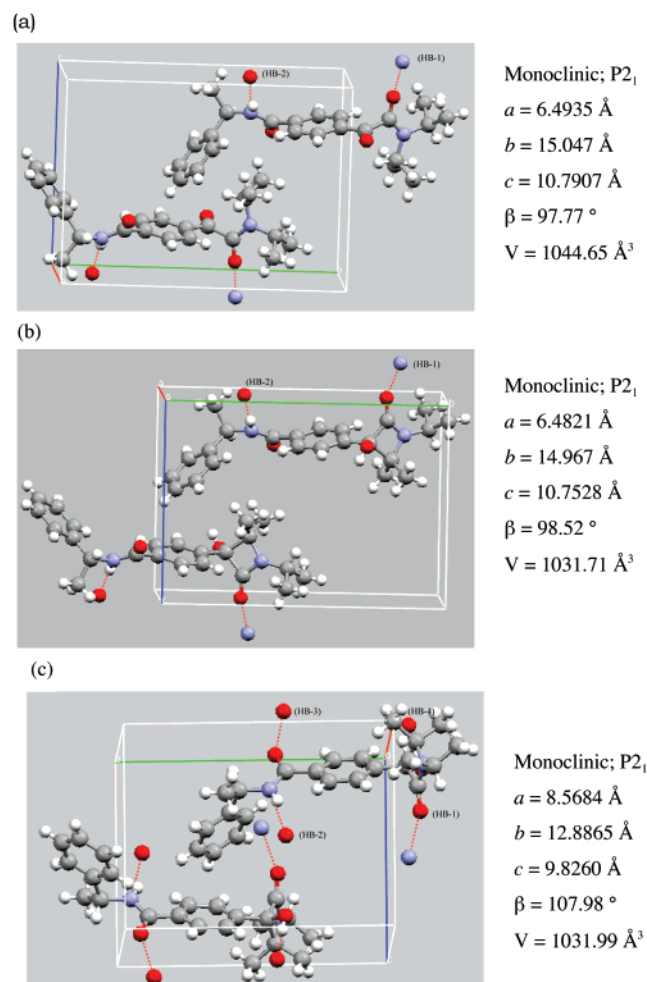 (a)
(HB-1)
(HB-2)
Monoclinic; P2₁
a = 6.4935 Å
b = 15.047 Å
c = 10.7907 Å
β = 97.77 °
V = 1044.65 Å³
(b)
(HB-1)
(HB-2)
Monoclinic; P2₁
a = 6.4821 Å
b = 14.967 Å
c = 10.7528 Å
β = 98.52 °
V = 1031.71 Å³
(c)
(HB-3)
(HB-4)
(HB-1)
(HB-2)
Monoclinic; P2₁
a = 8.5684 Å
b = 12.8865 Å
c = 9.8260 Å
β = 107.98 °
V = 1031.99 Å³